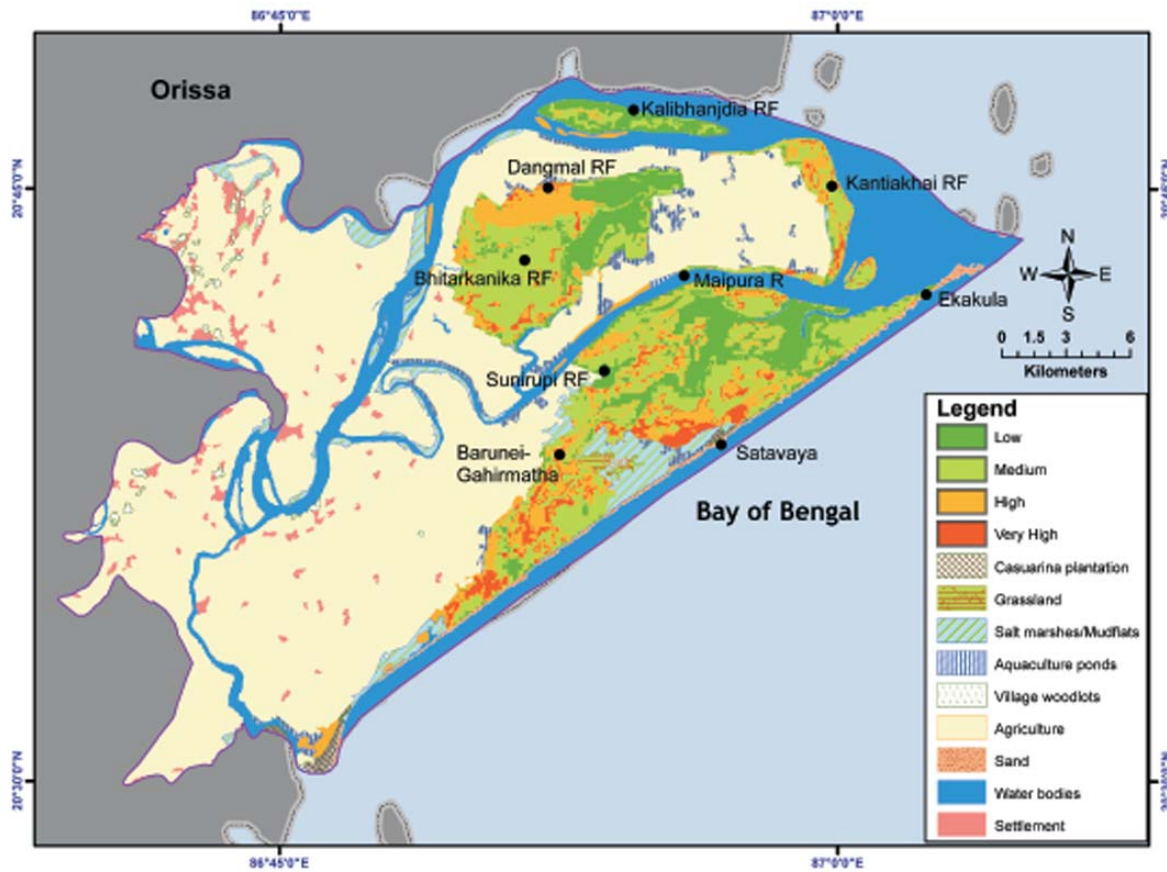 86°45'0"E
87°0'0"E
Orissa
Kalibhanjdia RF
Dangmal RF
Kantiakhai RF
20°45'0"N
Bhitarkanika RF
Maipura R
N
W
E
S
Ekakula
0 1.5 3 6
Kilometers
Sunirupi RF
Barunei-
Gahirmatha
Satavaya
Bay of Bengal
Legend
Low
Medium
High
Very High
Casuarina plantation
Grassland
Salt marshes/Mudflats
Aquaculture ponds
Village woodlots
Agriculture
Sand
Water bodies
Settlement
20°30'0"N
86°45'0"E
87°0'0"E